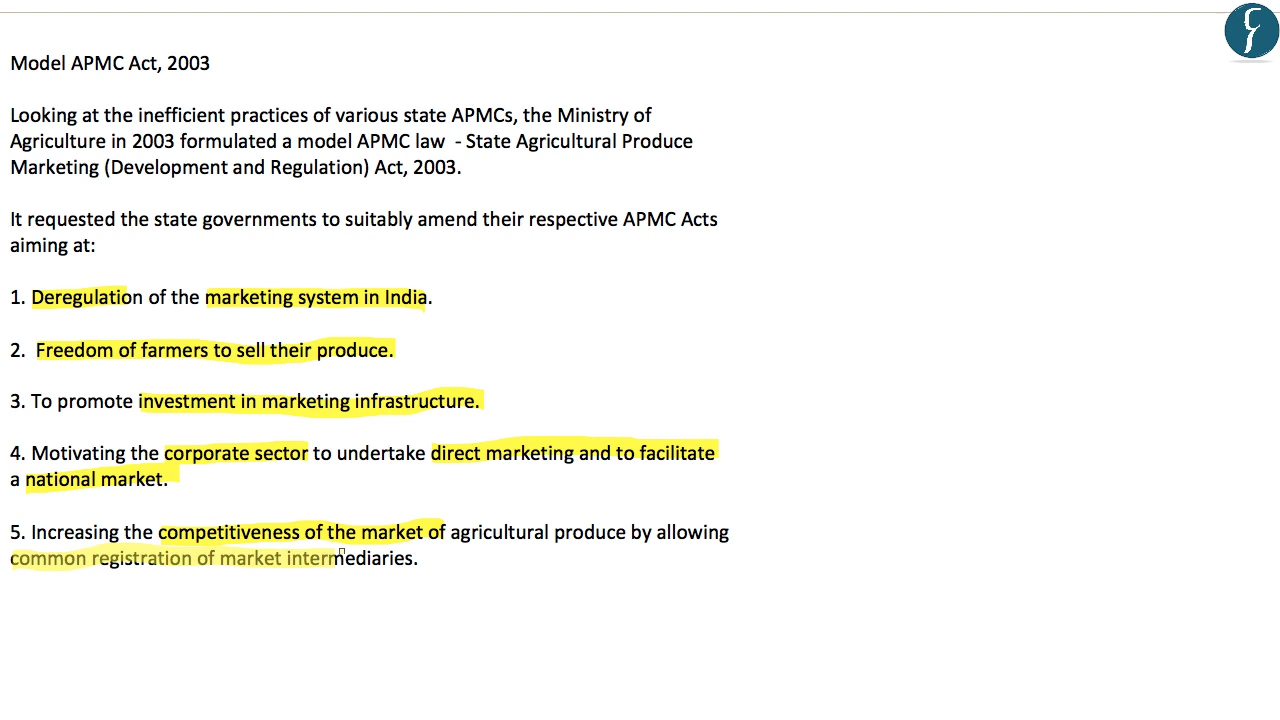 Model APMC Act, 2003
Looking at the inefficient practices of various state APMCs, the Ministry of
Agriculture in 2003 formulated a model APMC law  - State Agricultural Produce
Marketing (Development and Regulation) Act, 2003.
It requested the state governments to suitably amend their respective APMC Acts
aiming at:
1. Deregulation of the marketing system in India.
2.  Freedom of farmers to sell their produce.
3. To promote investment in marketing infrastructure.
4. Motivating the corporate sector to undertake direct marketing and to facilitate
a national market.
5. Increasing the competitiveness of the market of agricultural produce by allowing
common registration of market intermediaries.